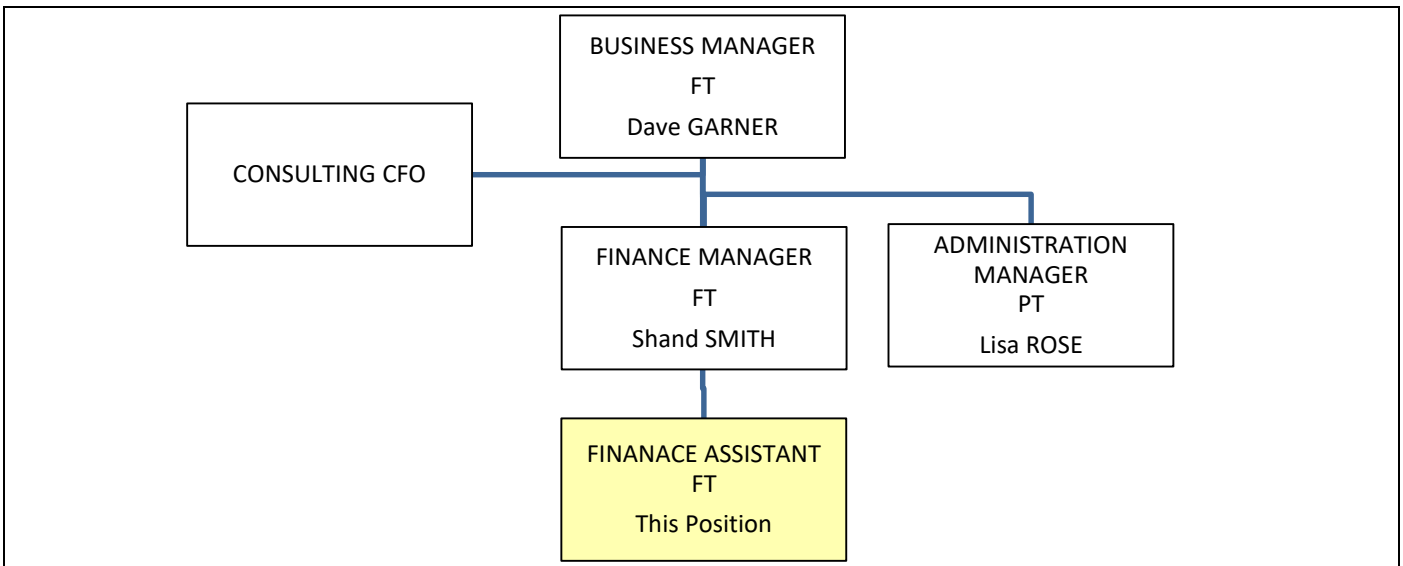 BUSINESS MANAGER
FT
Dave GARNER
CONSULTING CFO
FINANCE MANAGER
FT
Shand SMITH
ADMINISTRATION
MANAGER
PT
Lisa ROSE
FINANACE ASSISTANT
FT
This Position